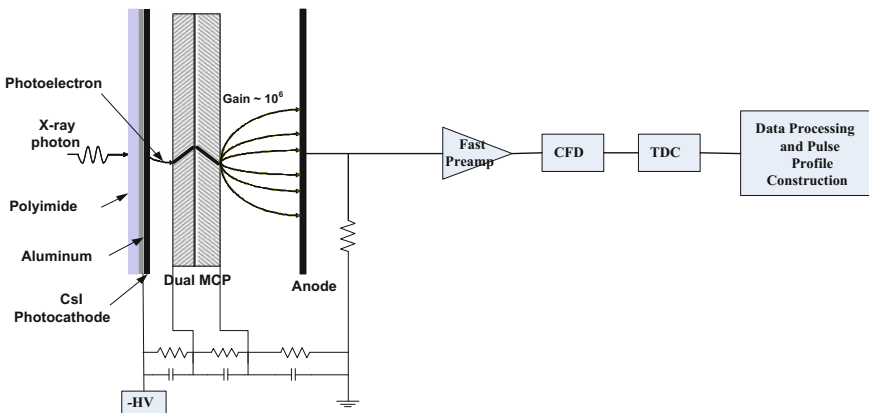 Photoelectron
X-ray
photon
Polyimide
Aluminum
CsI
Photocathode
Gain ~ 10⁶
Dual MCP
Anode
-HV
Fast
Preamp
CFD
TDC
Data Processing
and Pulse
Profile
Construction